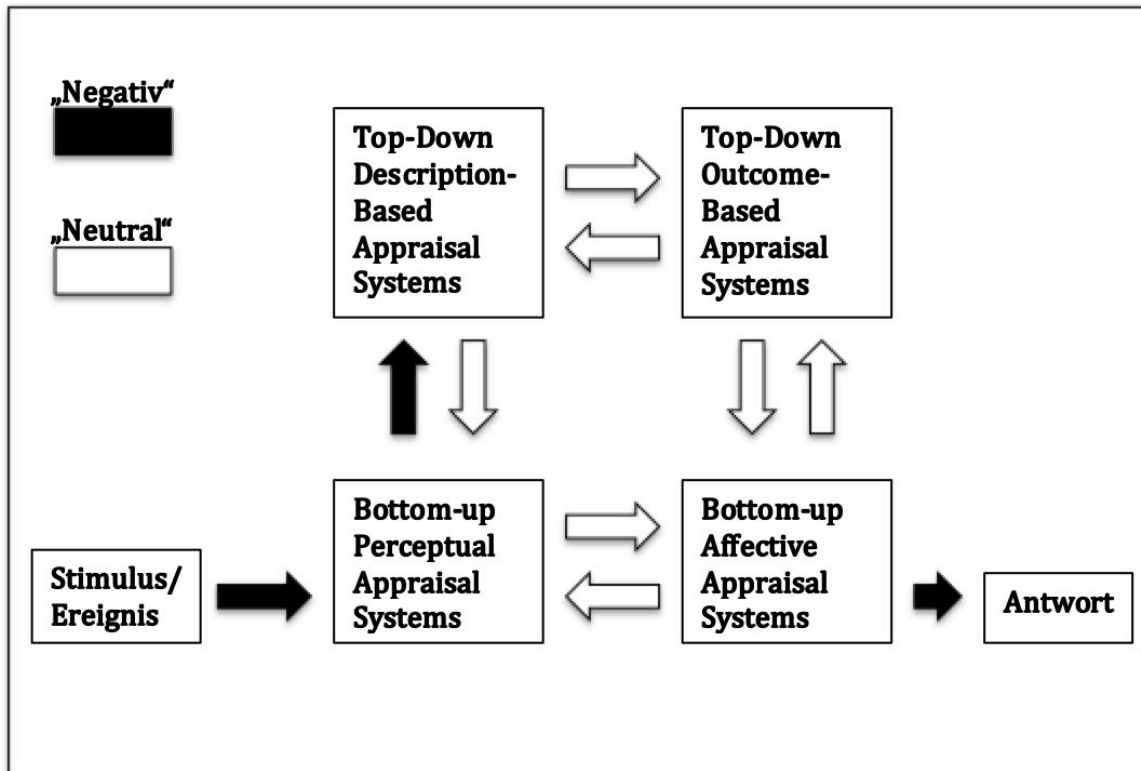 „Negativ“
„Neutral“
Top-Down
Description-
Based
Appraisal
Systems
Top-Down
Outcome-
Based
Appraisal
Systems
Stimulus/
Ereignis
Bottom-up
Perceptual
Appraisal
Systems
Bottom-up
Affective
Appraisal
Systems
Antwort